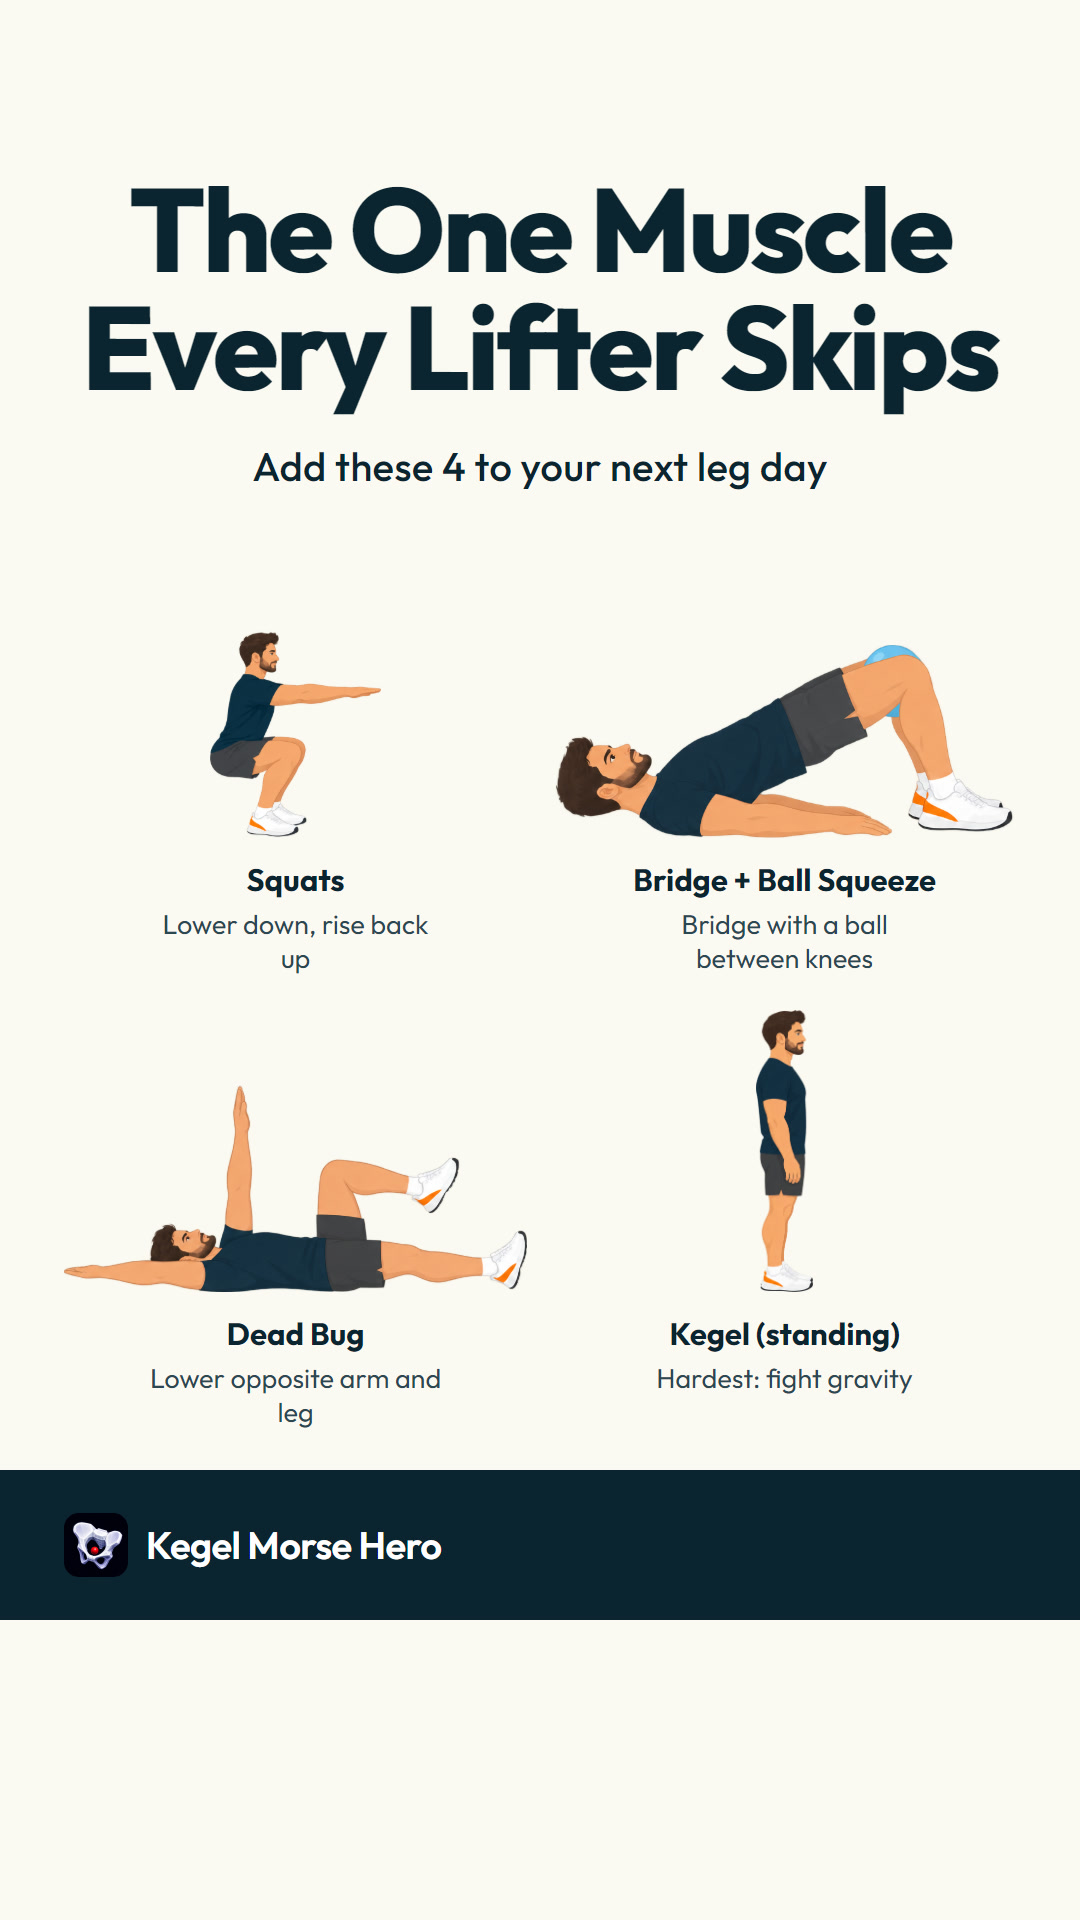 The One Muscle
Every Lifter Skips
Add these 4 to your next leg day
Squats
Lower down, rise back
up
Bridge + Ball Squeeze
Bridge with a ball
between knees
Dead Bug
Lower opposite arm and
leg
Kegel (standing)
Hardest: fight gravity
Kegel Morse Hero